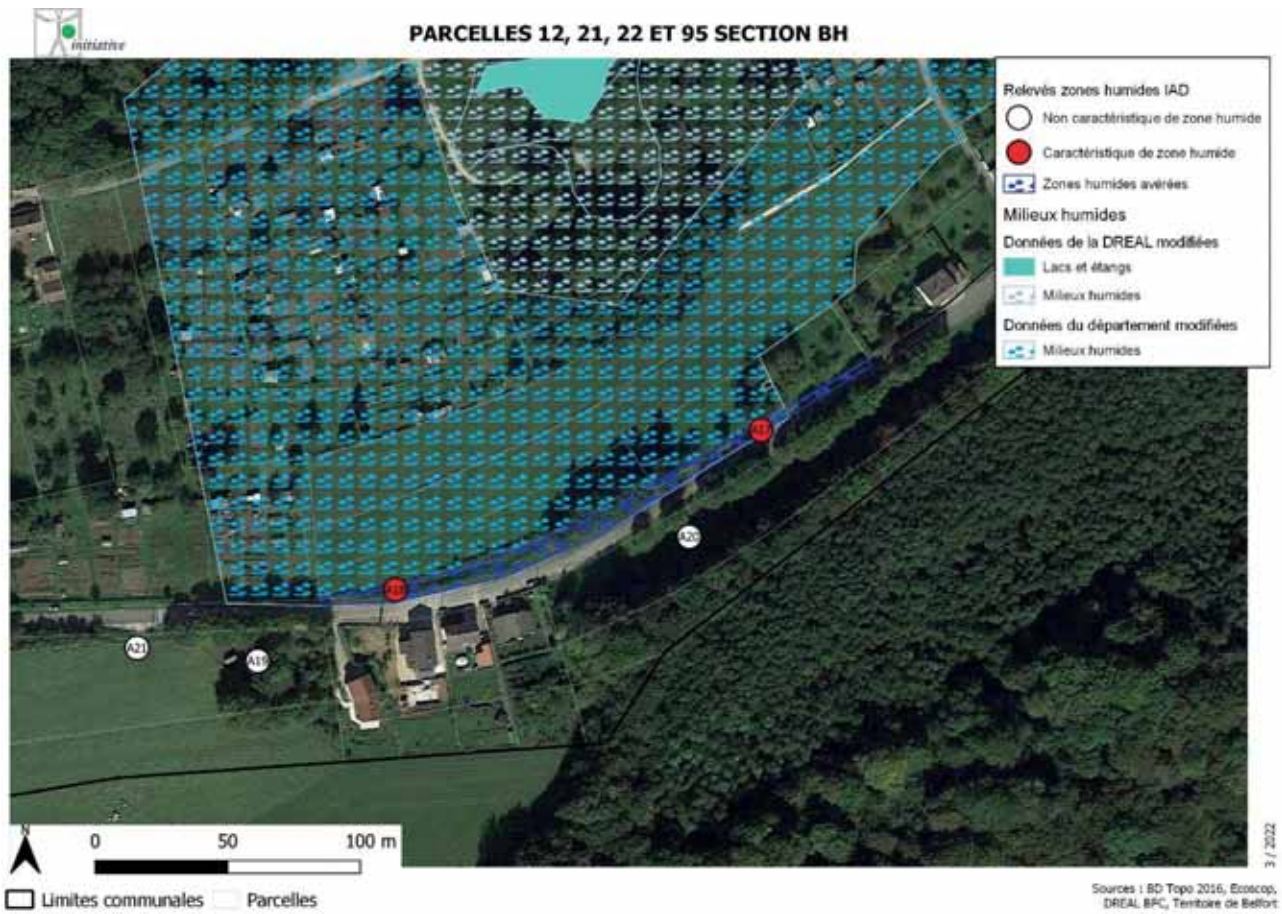 initiative
PARCELLES 12, 21, 22 ET 95 SECTION BH
Relevés zones humides IAD
Non caractéristique de zone humide
Caractéristique de zone humide
Zones humides avérées
Milieux humides
Données de la DREAL modifiées
Lacs et étangs
Milieux humides
Données du département modifiées
Milieux humides
A17
A20
A18
A21
A19
N
0 50 100 m
Limites communales Parcelles
3 / 2022
Sources : BD Topo 2016, Ecoscop,
DREAL BFC, Territoire de Belfort